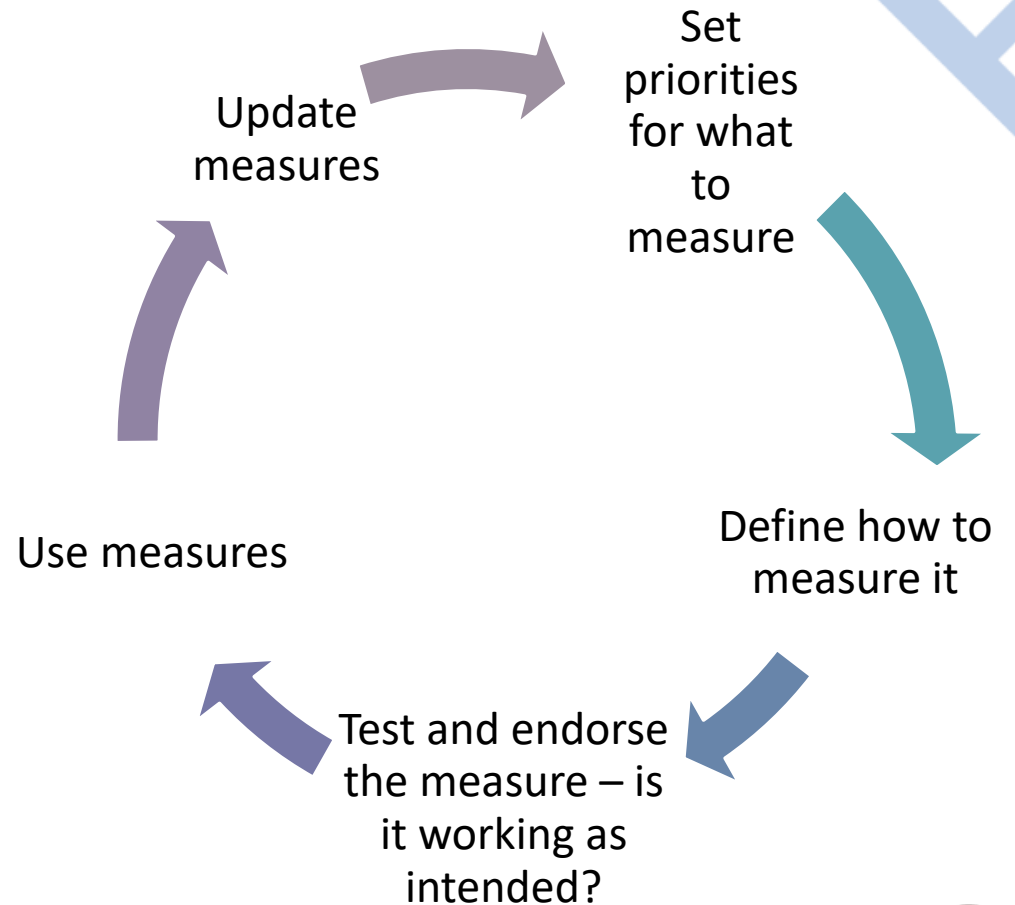 Set
priorities
for what
to
measure
Define how to
measure it
Test and endorse
the measure – is
it working as
intended?
Use measures
Update
measures